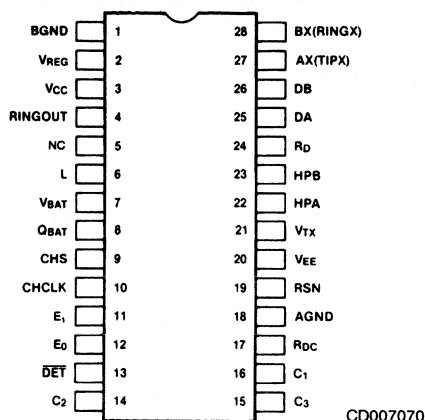 BGND 1 28 BX(RINGX)
VREG 2 27 AX(TIPX)
VCC 3 26 DB
RINGOUT 4 25 DA
NC 5 24 RD
L 6 23 HPB
VBAT 7 22 HPA
QBAT 8 21 VTX
CHS 9 20 VEE
CHCLK 10 19 RSN
E1 11 18 AGND
E0 12 17 RDC
DET 13 16 C1
C2 14 15 C3
CD007070